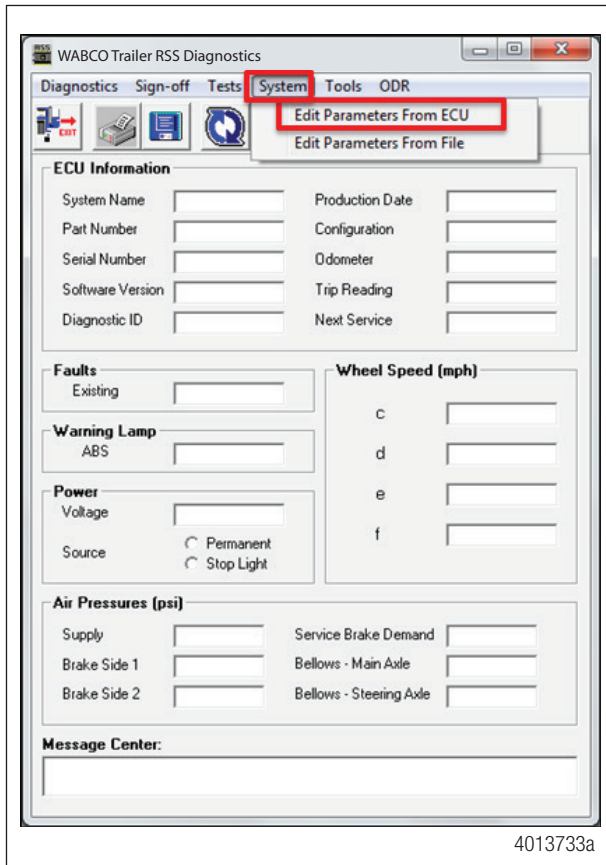 RSS WABCO Trailer RSS Diagnostics
Diagnostics Sign-off Tests System Tools ODR
EXIT
Edit Parameters From ECU
Edit Parameters From File
ECU Information
System Name Production Date
Part Number Configuration
Serial Number Odometer
Software Version Trip Reading
Diagnostic ID Next Service
Faults
Existing
Warning Lamp
ABS
Power
Voltage
Source Permanent
Stop Light
Wheel Speed (mph)
c
d
e
f
Air Pressures (psi)
Supply Service Brake Demand
Brake Side 1 Bellows - Main Axle
Brake Side 2 Bellows - Steering Axle
Message Center:
4013733a